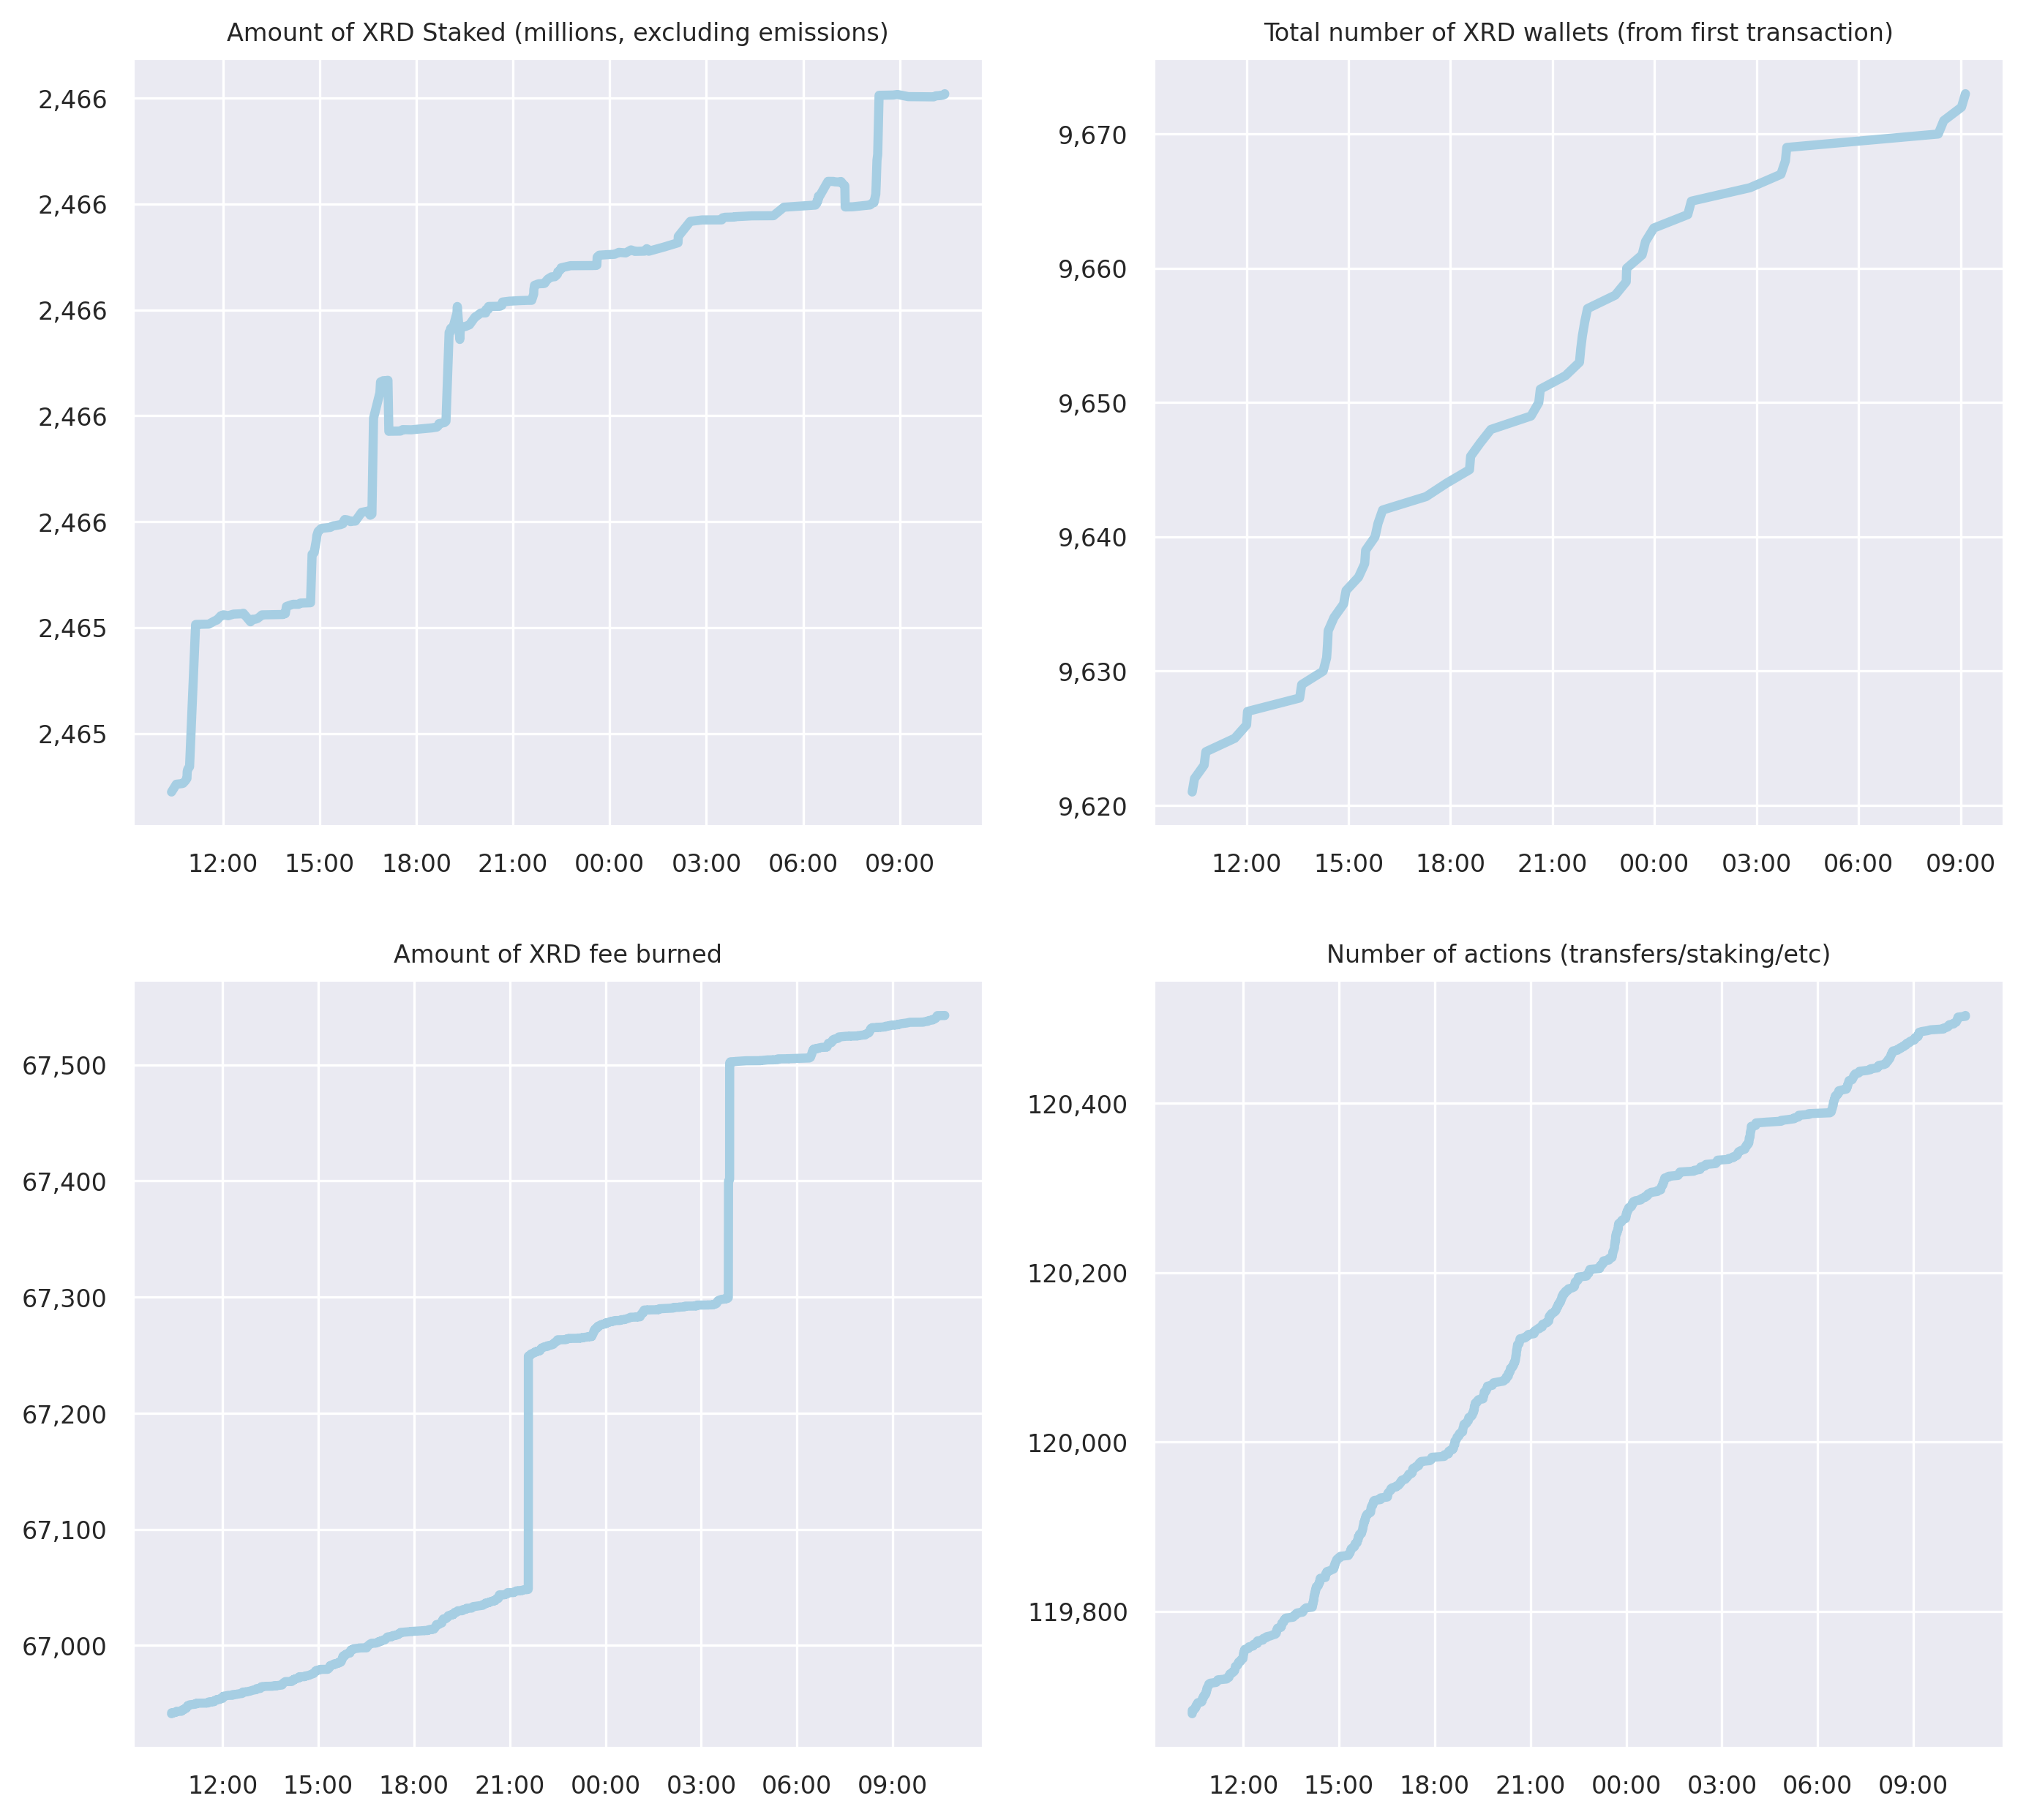 Amount of XRD Staked (millions, excluding emissions)
2,466
2,466
2,466
2,466
2,466
2,465
2,465
12:00 15:00 18:00 21:00 00:00 03:00 06:00 09:00
Total number of XRD wallets (from first transaction)
9,670
9,660
9,650
9,640
9,630
9,620
12:00 15:00 18:00 21:00 00:00 03:00 06:00 09:00
Amount of XRD fee burned
67,500
67,400
67,300
67,200
67,100
67,000
12:00 15:00 18:00 21:00 00:00 03:00 06:00 09:00
Number of actions (transfers/staking/etc)
120,400
120,200
120,000
119,800
12:00 15:00 18:00 21:00 00:00 03:00 06:00 09:00